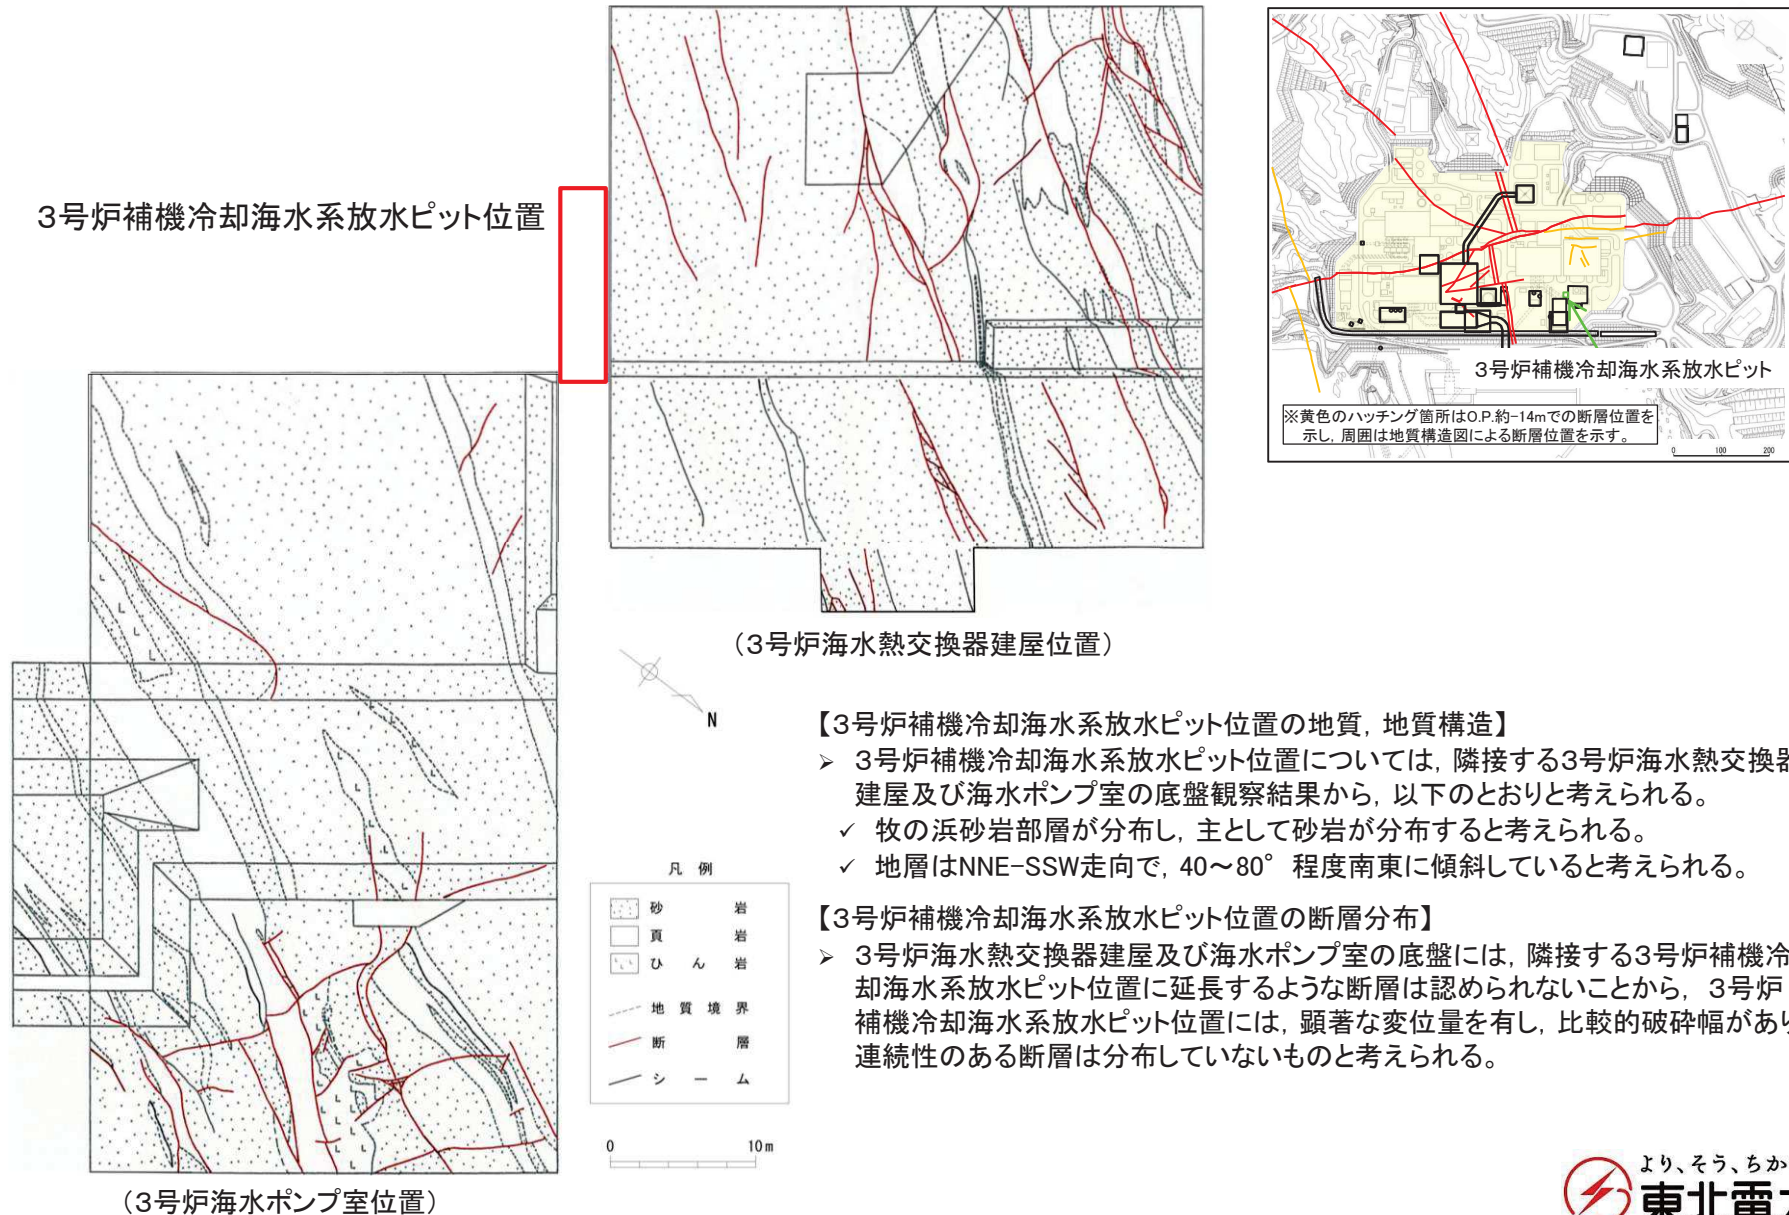 3号炉補機冷却海水系放水ピット位置
3号炉補機冷却海水系放水ピット
※黄色のハッチング箇所はO.P.約-14mでの断層位置を
示し,周囲は地質構造図による断層位置を示す。
0 100 200
(3号炉海水熱交換器建屋位置)
N
【3号炉補機冷却海水系放水ピット位置の地質,地質構造】
➢ 3号炉補機冷却海水系放水ピット位置については,隣接する3号炉海水熱交換器
建屋及び海水ポンプ室の底盤観察結果から,以下のとおりと考えられる。
✓ 牧の浜砂岩部層が分布し,主として砂岩が分布すると考えられる。
✓ 地層はNNE-SSW走向で,40~80°程度南東に傾斜していると考えられる。
【3号炉補機冷却海水系放水ピット位置の断層分布】
➢ 3号炉海水熱交換器建屋及び海水ポンプ室の底盤には,隣接する3号炉補機冷
却海水系放水ピット位置に延長するような断層は認められないことから, 3号炉
補機冷却海水系放水ピット位置には,顕著な変位量を有し,比較的破砕幅があり
連続性のある断層は分布していないものと考えられる。
凡 例
砂 岩
頁 岩
ひ ん 岩
地 質 境 界
断 層
シ ー ム
0 10m
(3号炉海水ポンプ室位置)
より、そう、ちか
東北電